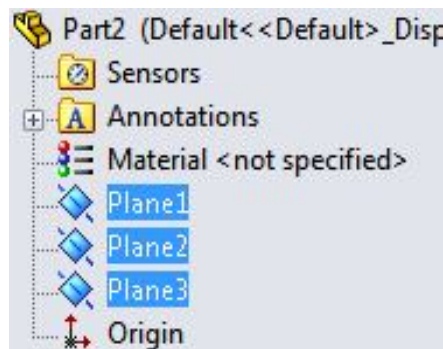 Part2 (Default<<Default>_Disp
Sensors
Annotations
Material <not specified>
Plane1
Plane2
Plane3
Origin